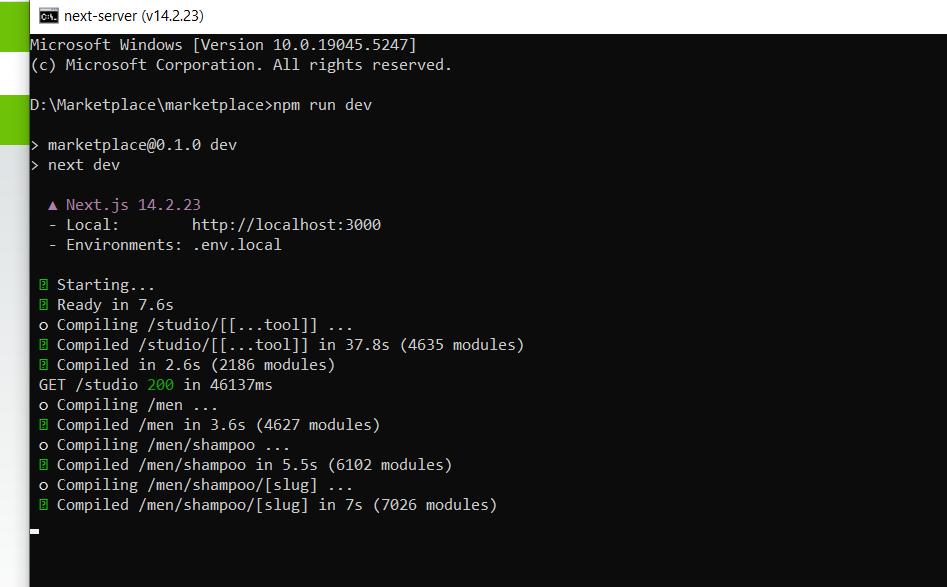 next-server (v14.2.23)
Microsoft Windows [Version 10.0.19045.5247]
(c) Microsoft Corporation. All rights reserved.
D:\Marketplace\marketplace>npm run dev
> marketplace@0.1.0 dev
> next dev
▲ Next.js 14.2.23
- Local:        http://localhost:3000
- Environments: .env.local
⍰ Starting...
⍰ Ready in 7.6s
o Compiling /studio/[[...tool]] ...
⍰ Compiled /studio/[[...tool]] in 37.8s (4635 modules)
⍰ Compiled in 2.6s (2186 modules)
GET /studio 200 in 46137ms
o Compiling /men ...
⍰ Compiled /men in 3.6s (4627 modules)
o Compiling /men/shampoo ...
⍰ Compiled /men/shampoo in 5.5s (6102 modules)
o Compiling /men/shampoo/[slug] ...
⍰ Compiled /men/shampoo/[slug] in 7s (7026 modules)